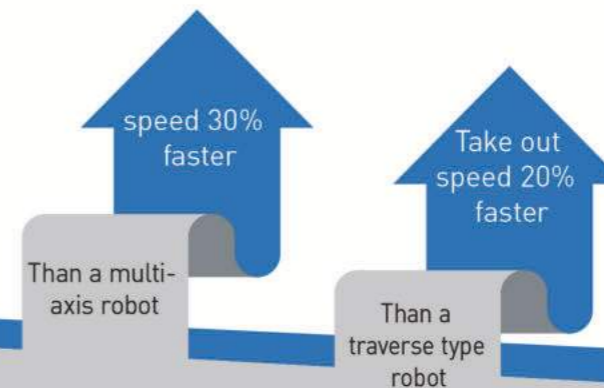 speed 30%
faster
Than a multi-
axis robot
Take out
speed 20%
faster
Than a
traverse type
robot